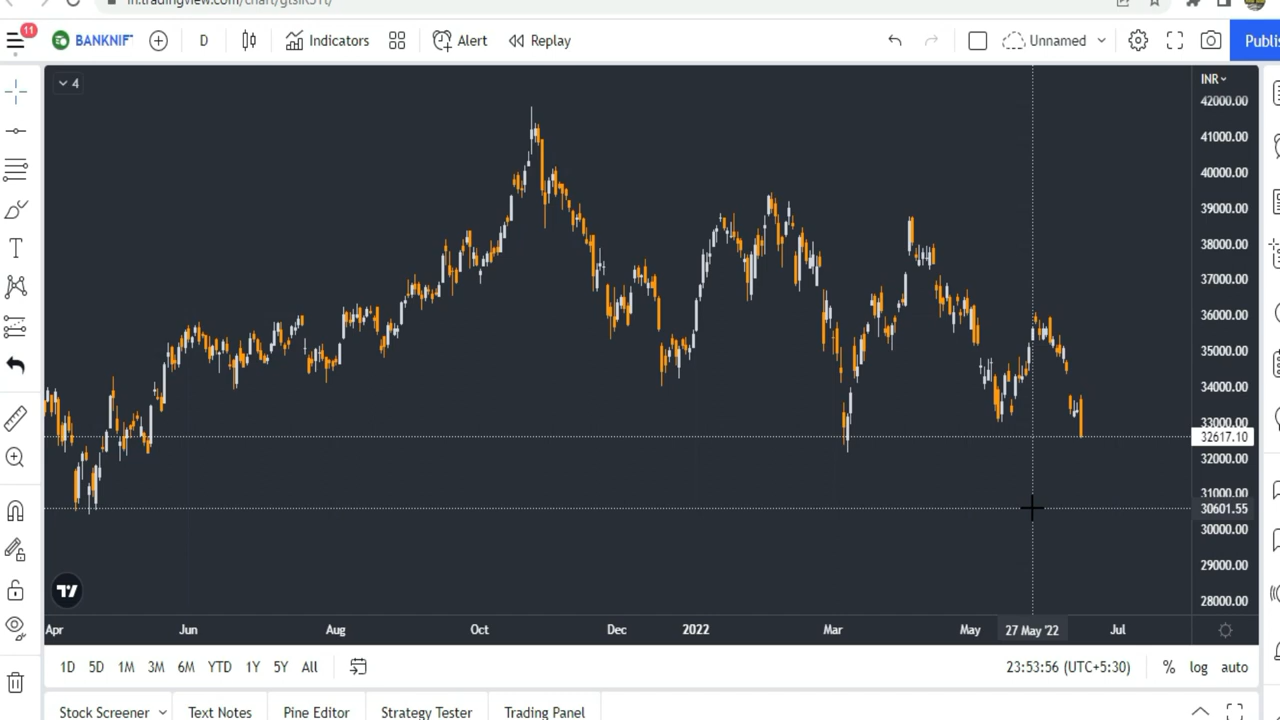 in.tradingview.com/chart/gtsiR51t/
11
BANKNIF
D
Indicators
Alert
Replay
Unnamed
Publis
4
INR
42000.00
41000.00
40000.00
39000.00
38000.00
37000.00
36000.00
35000.00
34000.00
33000.00
32617.10
32000.00
31000.00
30601.55
30000.00
29000.00
28000.00
Apr Jun Aug Oct Dec 2022 Mar May 27 May '22 Jul
1D 5D 1M 3M 6M YTD 1Y 5Y All
23:53:56 (UTC+5:30) % log auto
Stock Screener Text Notes Pine Editor Strategy Tester Trading Panel